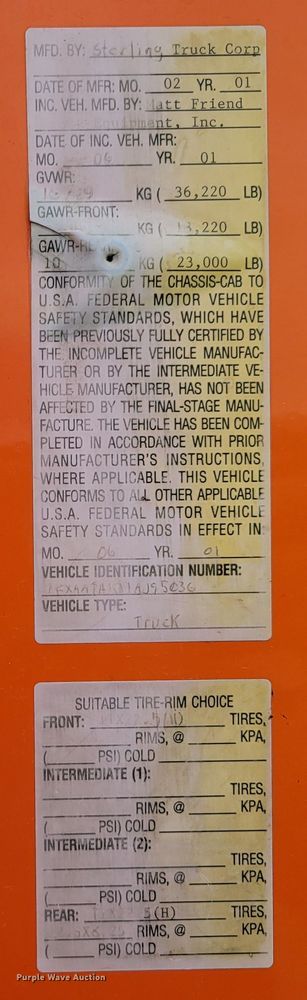 MFD. BY: Sterling Truck Corp
DATE OF MFR: MO. 02 YR. 01
INC. VEH. MFD. BY: att Friend
Equipment, Inc.
DATE OF INC. VEH. MFR:
MO. 06 YR. 01
GVWR:
KG ( 36,220 LB)
GAWR-FRONT:
KG ( 13,220 LB)
GAWR-RE
10 KG ( 23,000 LB)
CONFORMITY OF THE CHASSIS-CAB TO
U.S.A. FEDERAL MOTOR VEHICLE
SAFETY STANDARDS, WHICH HAVE
BEEN PREVIOUSLY FULLY CERTIFIED BY
THE INCOMPLETE VEHICLE MANUFAC-
TURER OR BY THE INTERMEDIATE VE-
HICLE MANUFACTURER, HAS NOT BEEN
AFFECTED BY THE FINAL-STAGE MANU-
FACTURE. THE VEHICLE HAS BEEN COM-
PLETED IN ACCORDANCE WITH PRIOR
MANUFACTURER'S INSTRUCTIONS,
WHERE APPLICABLE. THIS VEHICLE
CONFORMS TO ALL OTHER APPLICABLE
U.S.A. FEDERAL MOTOR VEHICLE
SAFETY STANDARDS IN EFFECT IN:
MO. 06 YR. 01
VEHICLE IDENTIFICATION NUMBER:
VEHICLE TYPE:
Truck
SUITABLE TIRE-RIM CHOICE
FRONT: TIRES,
RIMS, @ KPA,
( PSI) COLD
INTERMEDIATE (1):
TIRES,
RIMS, @ KPA,
( PSI) COLD
INTERMEDIATE (2):
TIRES,
RIMS, @ KPA,
( PSI) COLD
REAR: 5(H) TIRES,
RIMS, @ KPA,
( PSI) COLD
Purple Wave Auction